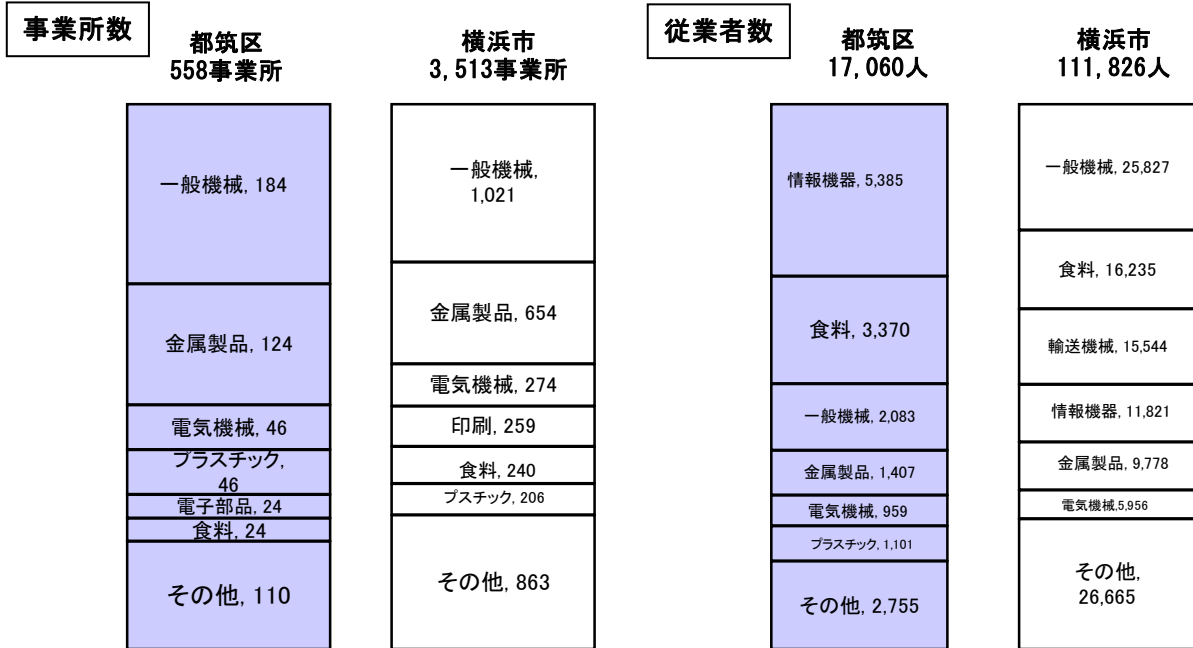 事業所数
都筑区
558事業所
横浜市
3,513事業所
一般機械, 184
金属製品, 124
電気機械, 46
プラスチック,
46
電子部品, 24
食料, 24
その他, 110
一般機械,
1,021
金属製品, 654
電気機械, 274
印刷, 259
食料, 240
プスチック, 206
その他, 863
従業者数
都筑区
17,060人
横浜市
111,826人
情報機器, 5,385
食料, 3,370
一般機械, 2,083
金属製品, 1,407
電気機械, 959
プラスチック, 1,101
その他, 2,755
一般機械, 25,827
食料, 16,235
輸送機械, 15,544
情報機器, 11,821
金属製品, 9,778
電気機械,5,956
その他,
26,665